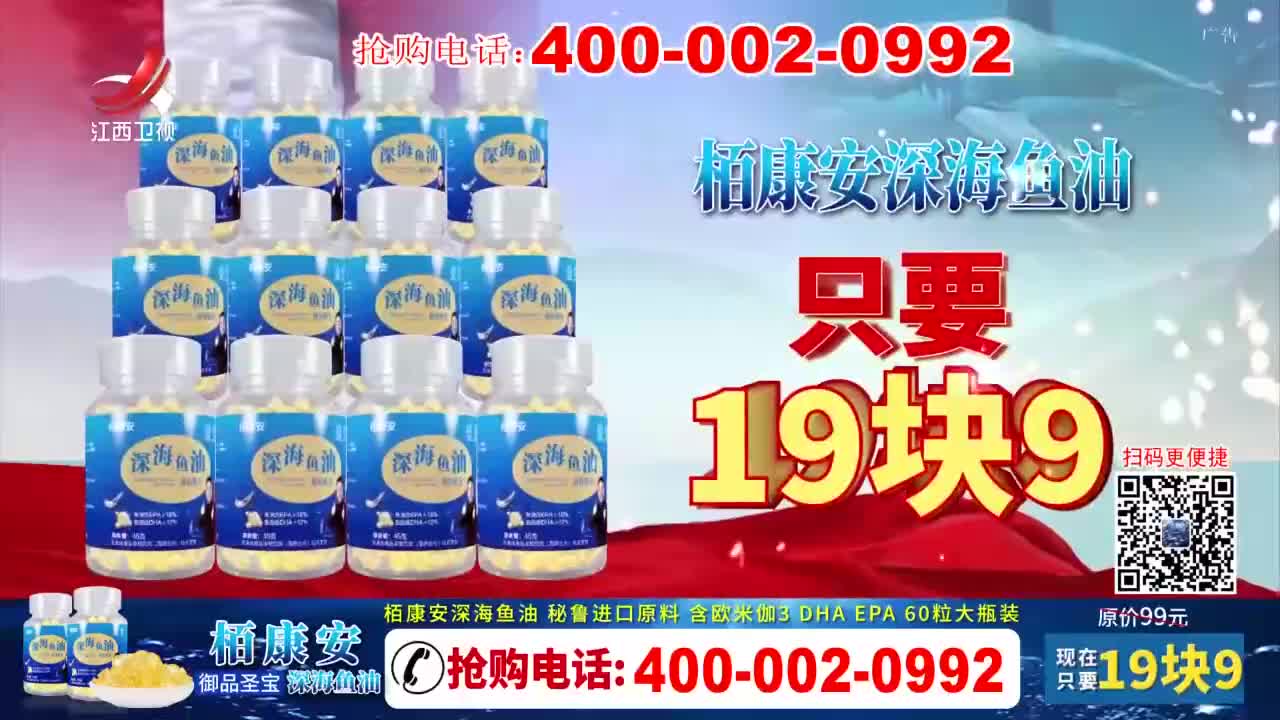 抢购电话:400-002-0992
广告
江西卫视
栢康安深海鱼油
只要
19块9
扫码更便捷
深海鱼油
深海鱼油
深海鱼油
深海鱼油
深海鱼油
深海鱼油
深海鱼油
深海鱼油
深海鱼油
深海鱼油
深海鱼油
深海鱼油
栢康安深海鱼油 秘鲁进口原料 含欧米伽3 DHA EPA 60粒大瓶装
原价99元
栢康安
御品圣宝 深海鱼油
抢购电话:400-002-0992
现在
只要19块9